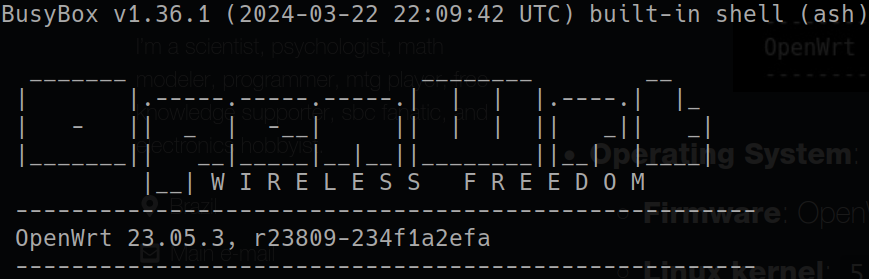 BusyBox v1.36.1 (2024-03-22 22:09:42 UTC) built-in shell (ash)
I'm a scientist, psychologist, math
modeler, programmer, mtg player, free
knowledge supporter, sbc fanatic, and
electronics hobbyist.
OpenWrt
OpenWrt
W I R E L E S S   F R E E D O M
Operating System:
Brazil
Firmware: OpenW
OpenWrt 23.05.3, r23809-234f1a2efa
Main e-mail
Linux kernel: 5